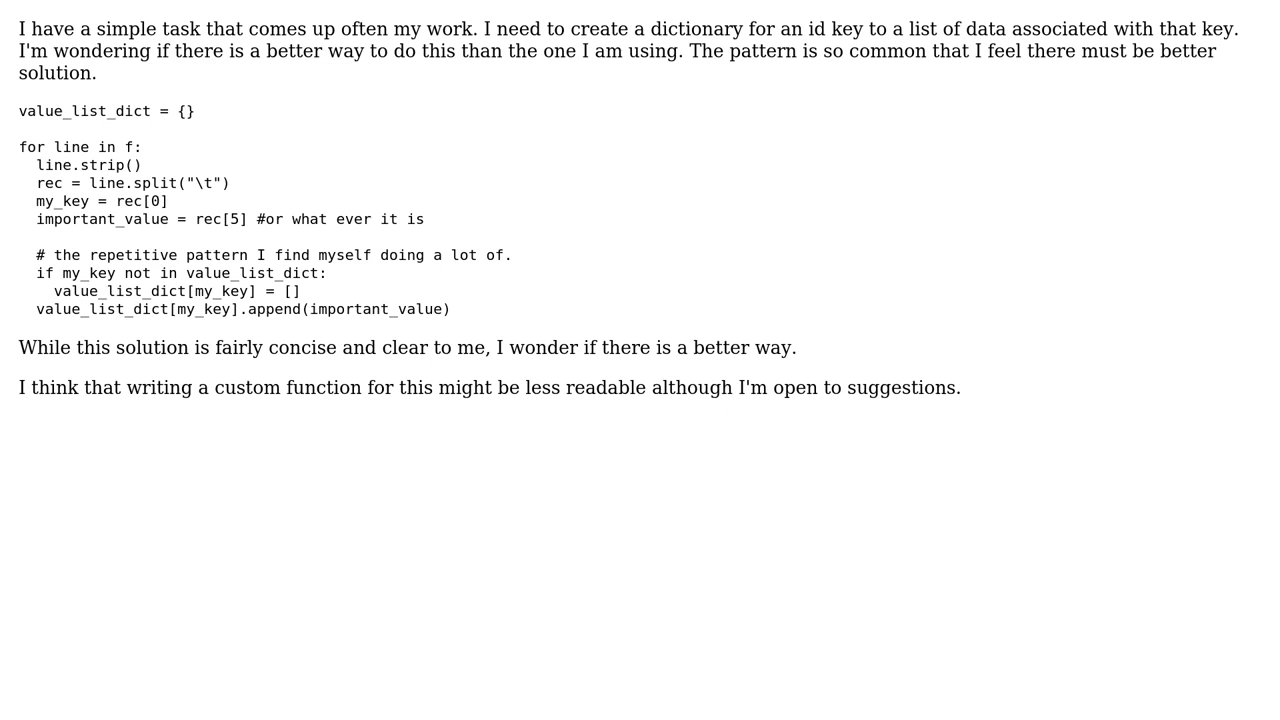 I have a simple task that comes up often my work. I need to create a dictionary for an id key to a list of data associated with that key.
I'm wondering if there is a better way to do this than the one I am using. The pattern is so common that I feel there must be better
solution.
value_list_dict = {}
for line in f:
  line.strip()
  rec = line.split("\t")
  my_key = rec[0]
  important_value = rec[5] #or what ever it is
  # the repetitive pattern I find myself doing a lot of.
  if my_key not in value_list_dict:
    value_list_dict[my_key] = []
  value_list_dict[my_key].append(important_value)
While this solution is fairly concise and clear to me, I wonder if there is a better way.
I think that writing a custom function for this might be less readable although I'm open to suggestions.